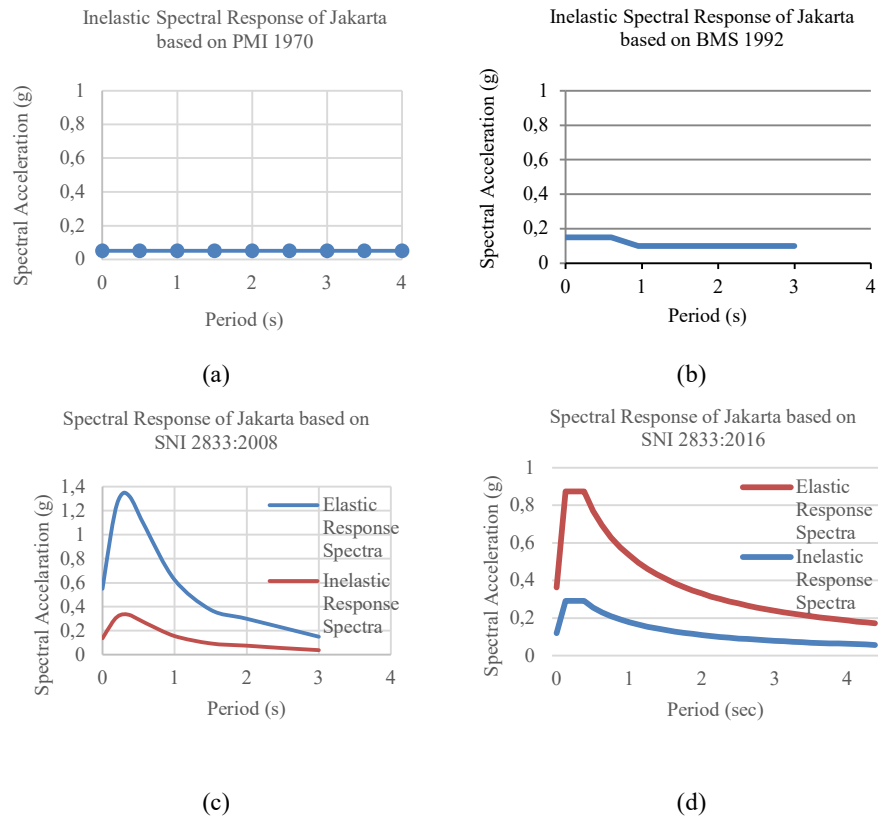 Inelastic Spectral Response of Jakarta
based on PMI 1970
Spectral Acceleration (g)
1
0,8
0,6
0,4
0,2
0
0 1 2 3 4
Period (s)
(a)
Inelastic Spectral Response of Jakarta
based on BMS 1992
Spectral Acceleration (g)
1
0,8
0,6
0,4
0,2
0
0 1 2 3 4
Period (s)
(b)
Spectral Response of Jakarta based on
SNI 2833:2008
Spectral Accelaration (g)
1,4
1,2
1
0,8
0,6
0,4
0,2
0
0 1 2 3 4
Period (s)
Elastic
Response
Spectra
Inelastic
Response
Spectra
(c)
Spectral Response of Jakarta based on
SNI 2833:2016
Spectral Acceleration (g)
1
0,8
0,6
0,4
0,2
0
0 1 2 3 4
Period (sec)
Elastic
Response
Spectra
Inelastic
Response
Spectra
(d)